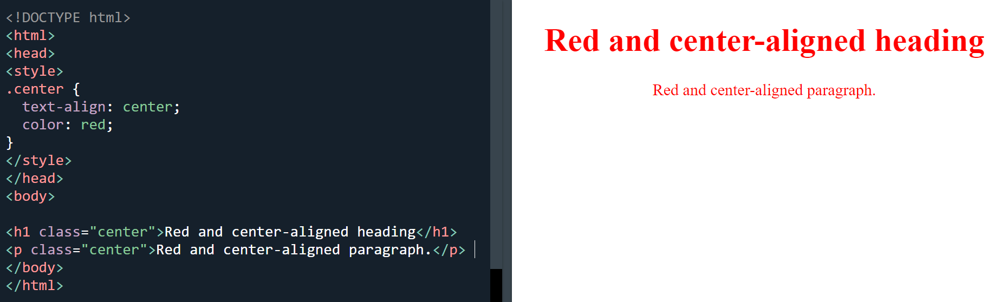 <!DOCTYPE html>
<html>
<head>
<style>
.center {
  text-align: center;
  color: red;
}
</style>
</head>
<body>

<h1 class="center">Red and center-aligned heading</h1>
<p class="center">Red and center-aligned paragraph.</p>
</body>
</html>
Red and center-aligned heading
Red and center-aligned paragraph.